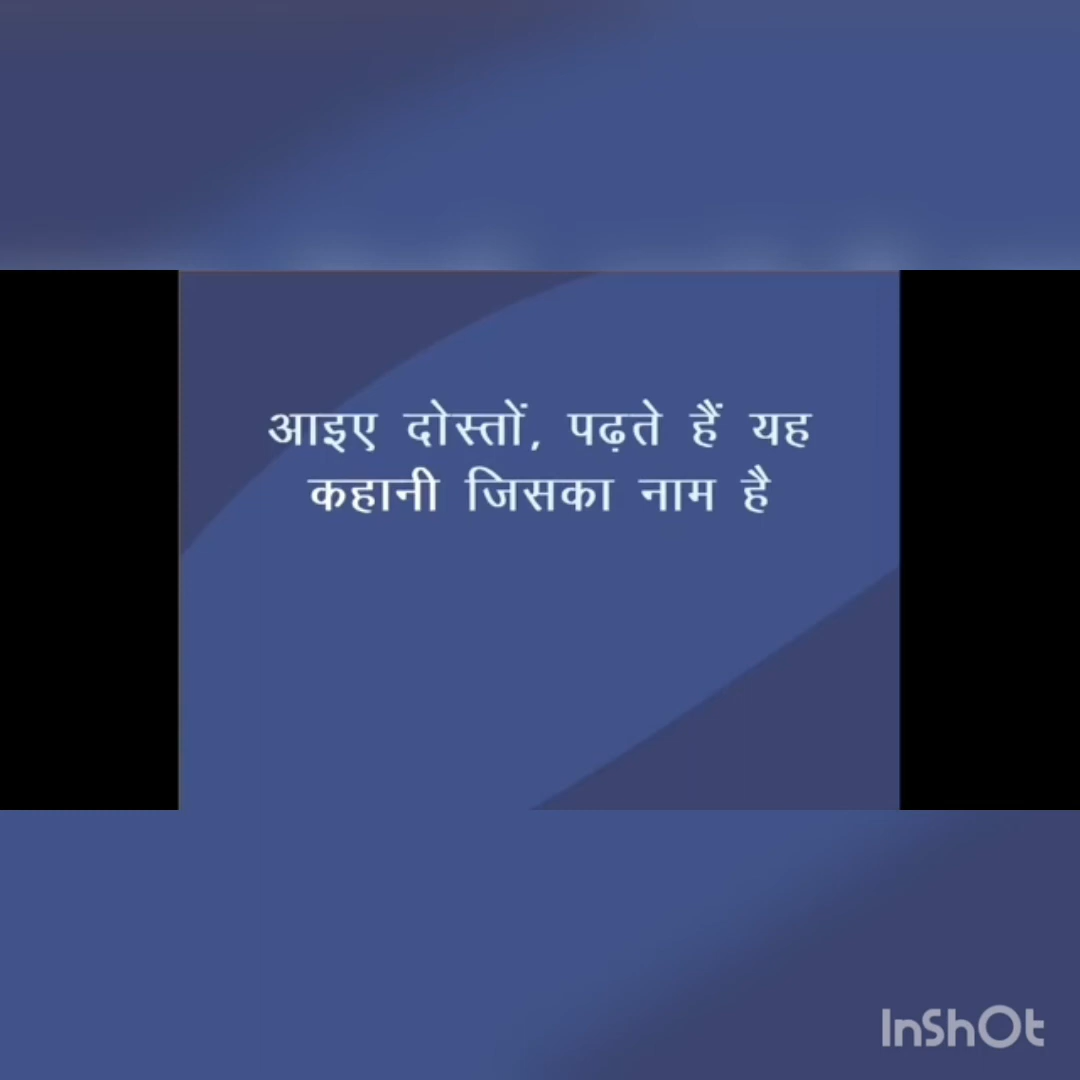 आइए दोस्तों, पढ़ते हैं यह
कहानी जिसका नाम है
InShOt